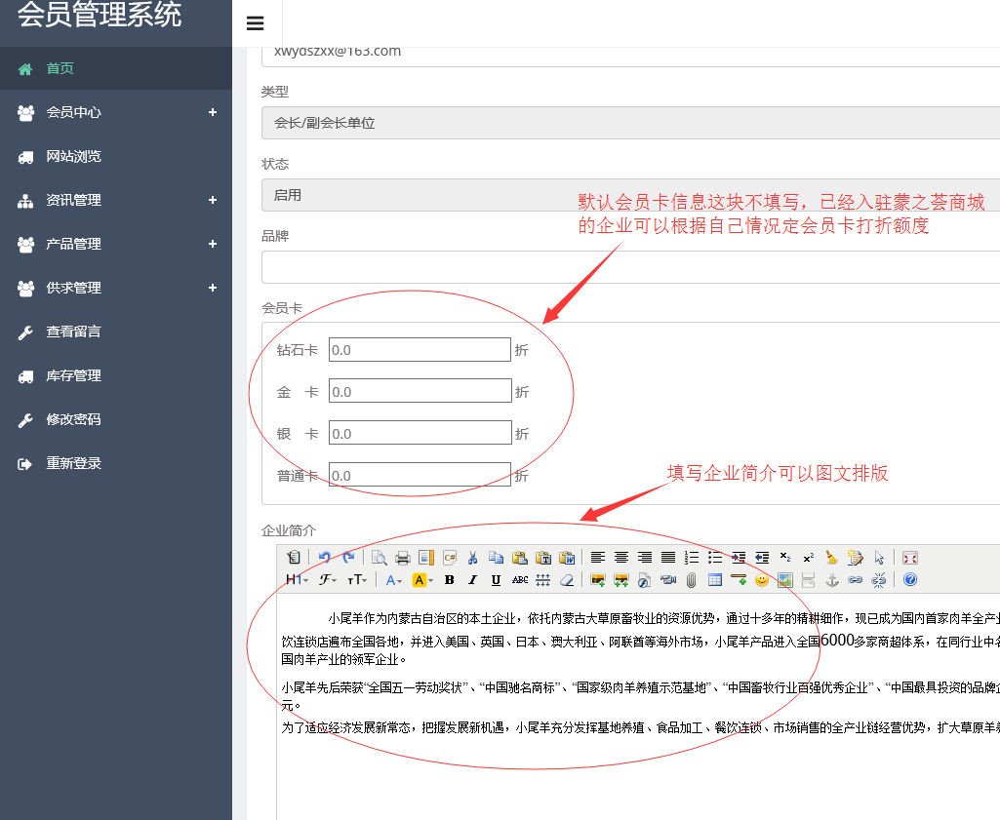 会员管理系统
首页
会员中心 +
网站浏览
资讯管理 +
产品管理 +
供求管理 +
查看留言
库存管理
修改密码
重新登录
xwydszxx@163.com
类型
会长/副会长单位
状态
启用
默认会员卡信息这块不填写，已经入驻蒙之荟商城
的企业可以根据自己情况定会员卡打折额度
品牌
会员卡
钻石卡 0.0 折
金 卡 0.0 折
银 卡 0.0 折
普通卡 0.0 折
填写企业简介可以图文排版
企业简介
H1 F TT A A B I U ABC
小尾羊作为内蒙古自治区的本土企业，依托内蒙古大草原畜牧业的资源优势，通过十多年的精耕细作，现已成为国内首家肉羊全产业
饮连锁店遍布全国各地，并进入美国、英国、日本、澳大利亚、阿联酋等海外市场，小尾羊产品进入全国6000多家商超体系，在同行业中名
国肉羊产业的领军企业。
小尾羊先后荣获“全国五一劳动奖状”、“中国驰名商标”、“国家级肉羊养殖示范基地”、“中国畜牧行业百强优秀企业”、“中国最具投资的品牌企
元。
为了适应经济发展新常态，把握发展新机遇，小尾羊充分发挥基地养殖、食品加工、餐饮连锁、市场销售的全产业链经营优势，扩大草原羊养